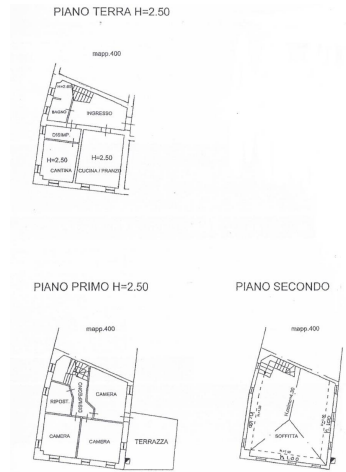 PIANO TERRA H=2.50
mapp.400
BAGNO
INGRESSO
DISIMP.
H=2.50
H=2.50
CANTINA
CUCINA / PRANZO
PIANO PRIMO H=2.50
PIANO SECONDO
mapp.400
mapp.400
RIPOST.
DISIMPEGNO
CAMERA
CAMERA
CAMERA
TERRAZZA
SOFFITTA